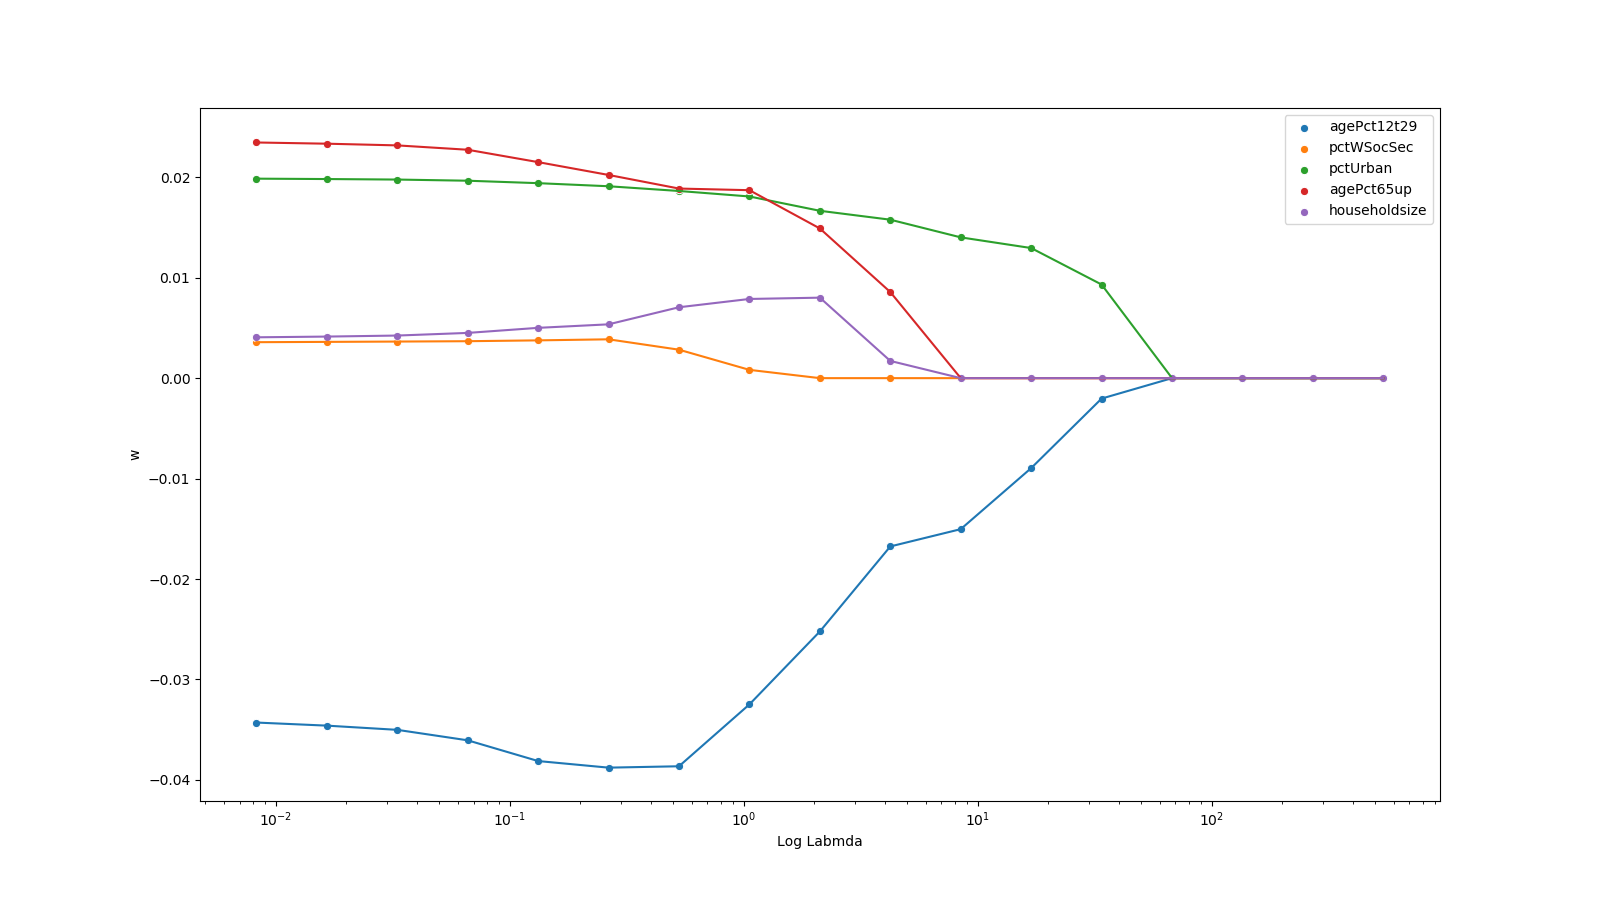 agePct12t29
pctWSocSec
pctUrban
agePct65up
householdsize
0.02
0.01
0.00
−0.01
−0.02
−0.03
−0.04
w
10⁻² 10⁻¹ 10⁰ 10¹ 10²
Log Labmda